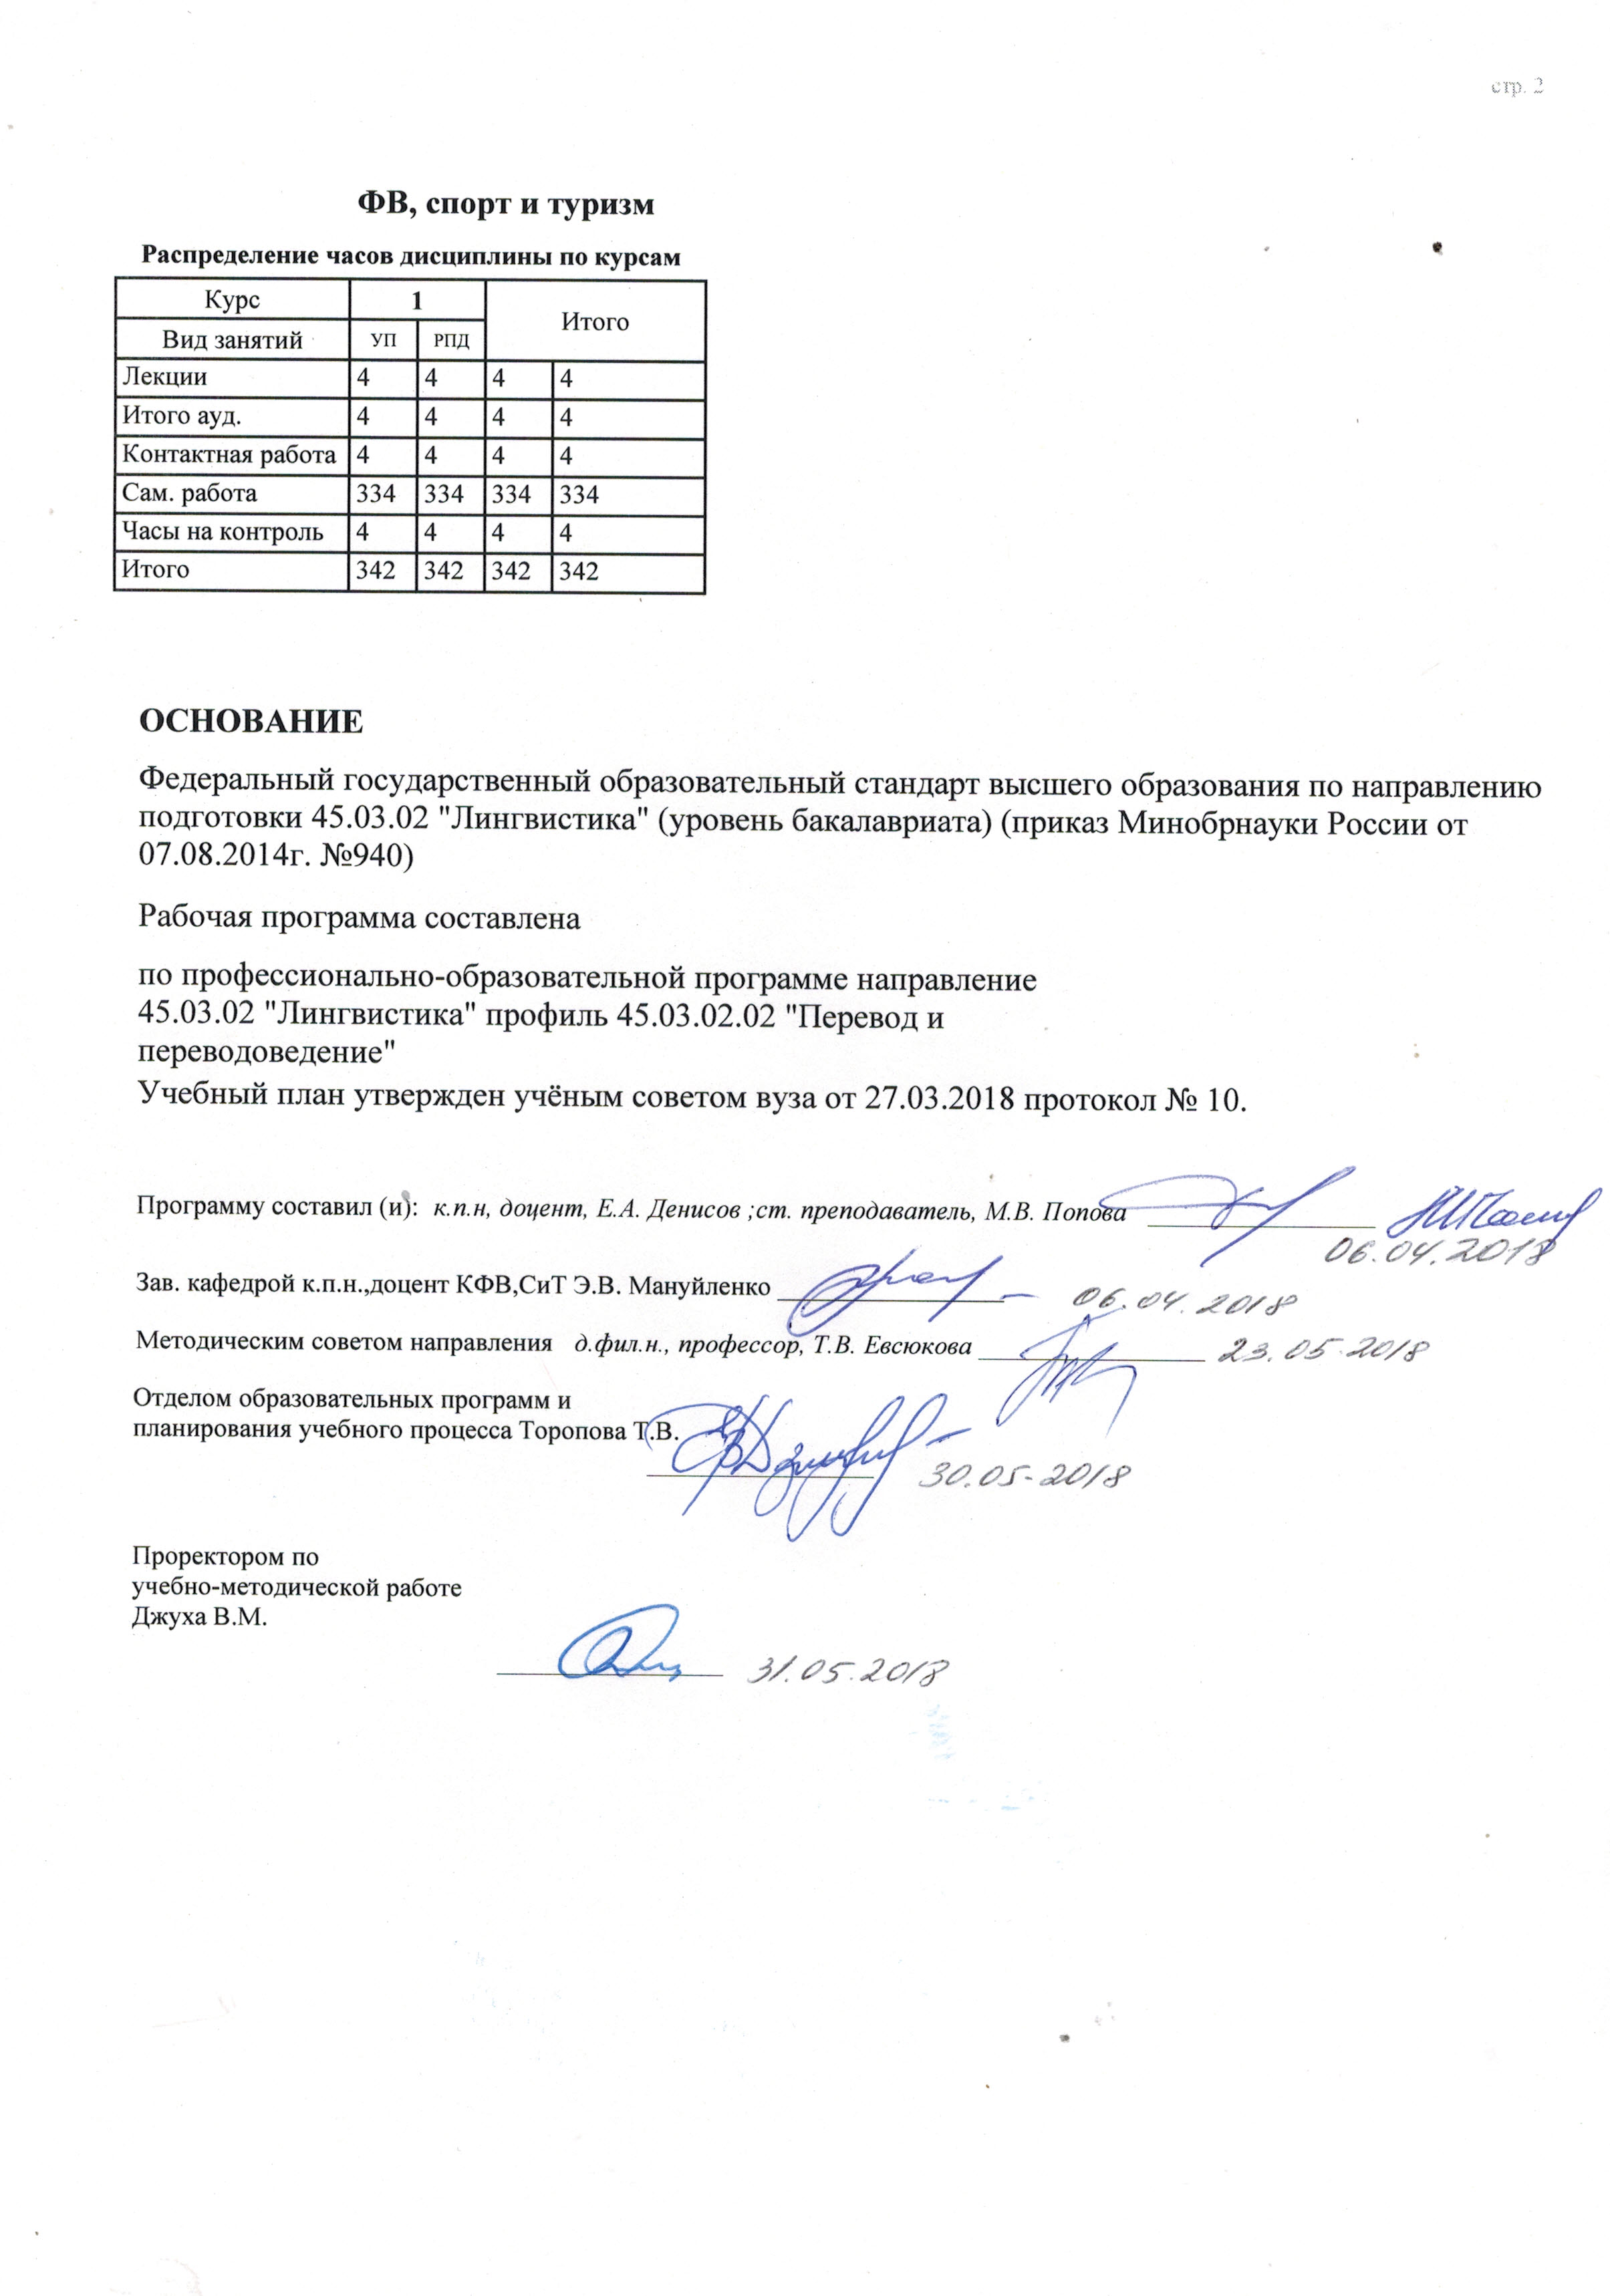 стр. 2
ФВ, спорт и туризм
Распределение часов дисциплины по курсам
Курс 1 Итого
Вид занятий УП РПД
Лекции 4 4 4 4
Итого ауд. 4 4 4 4
Контактная работа 4 4 4 4
Сам. работа 334 334 334 334
Часы на контроль 4 4 4 4
Итого 342 342 342 342
ОСНОВАНИЕ
Федеральный государственный образовательный стандарт высшего образования по направлению
подготовки 45.03.02 "Лингвистика" (уровень бакалавриата) (приказ Минобрнауки России от
07.08.2014г. №940)
Рабочая программа составлена
по профессионально-образовательной программе направление
45.03.02 "Лингвистика" профиль 45.03.02.02 "Перевод и
переводоведение"
Учебный план утвержден учёным советом вуза от 27.03.2018 протокол № 10.
Программу составил (и): к.п.н, доцент, Е.А. Денисов ;ст. преподаватель, М.В. Попова
06.04.2018
Зав. кафедрой к.п.н.,доцент КФВ,СиТ Э.В. Мануйленко 06.04.2018
Методическим советом направления д.фил.н., профессор, Т.В. Евсюкова 23.05.2018
Отделом образовательных программ и
планирования учебного процесса Торопова Т.В.
30.05-2018
Проректором по
учебно-методической работе
Джуха В.М.
31.05.2018